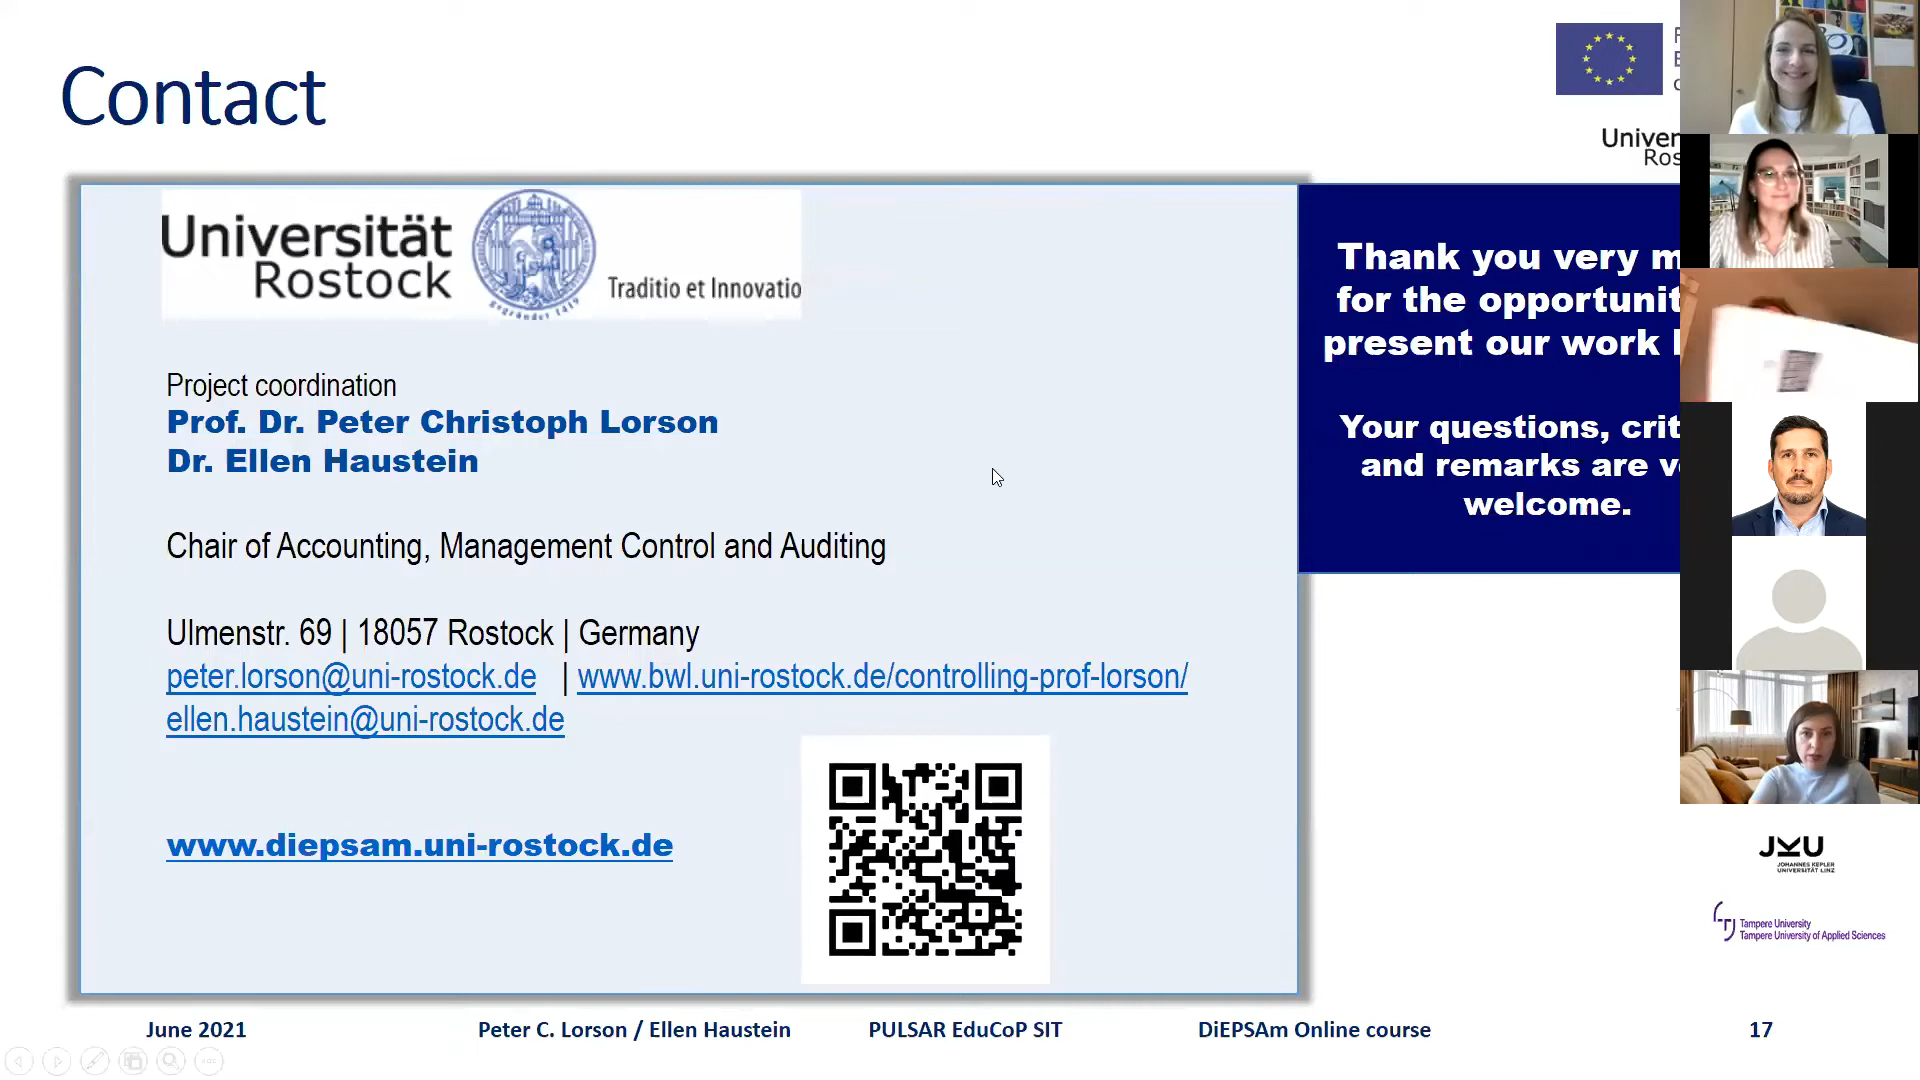 Contact
Univer
Ros
Universität
Rostock
Traditio et Innovatio
Thank you very m
for the opportunit
present our work
Your questions, crit
and remarks are v
welcome.
Project coordination
Prof. Dr. Peter Christoph Lorson
Dr. Ellen Haustein
Chair of Accounting, Management Control and Auditing
Ulmenstr. 69 | 18057 Rostock | Germany
peter.lorson@uni-rostock.de | www.bwl.uni-rostock.de/controlling-prof-lorson/
ellen.haustein@uni-rostock.de
www.diepsam.uni-rostock.de
JKU
JOHANNES KEPLER
UNIVERSITÄT LINZ
Tampere University
Tampere University of Applied Sciences
June 2021 Peter C. Lorson / Ellen Haustein PULSAR EduCoP SIT DiEPSAm Online course 17